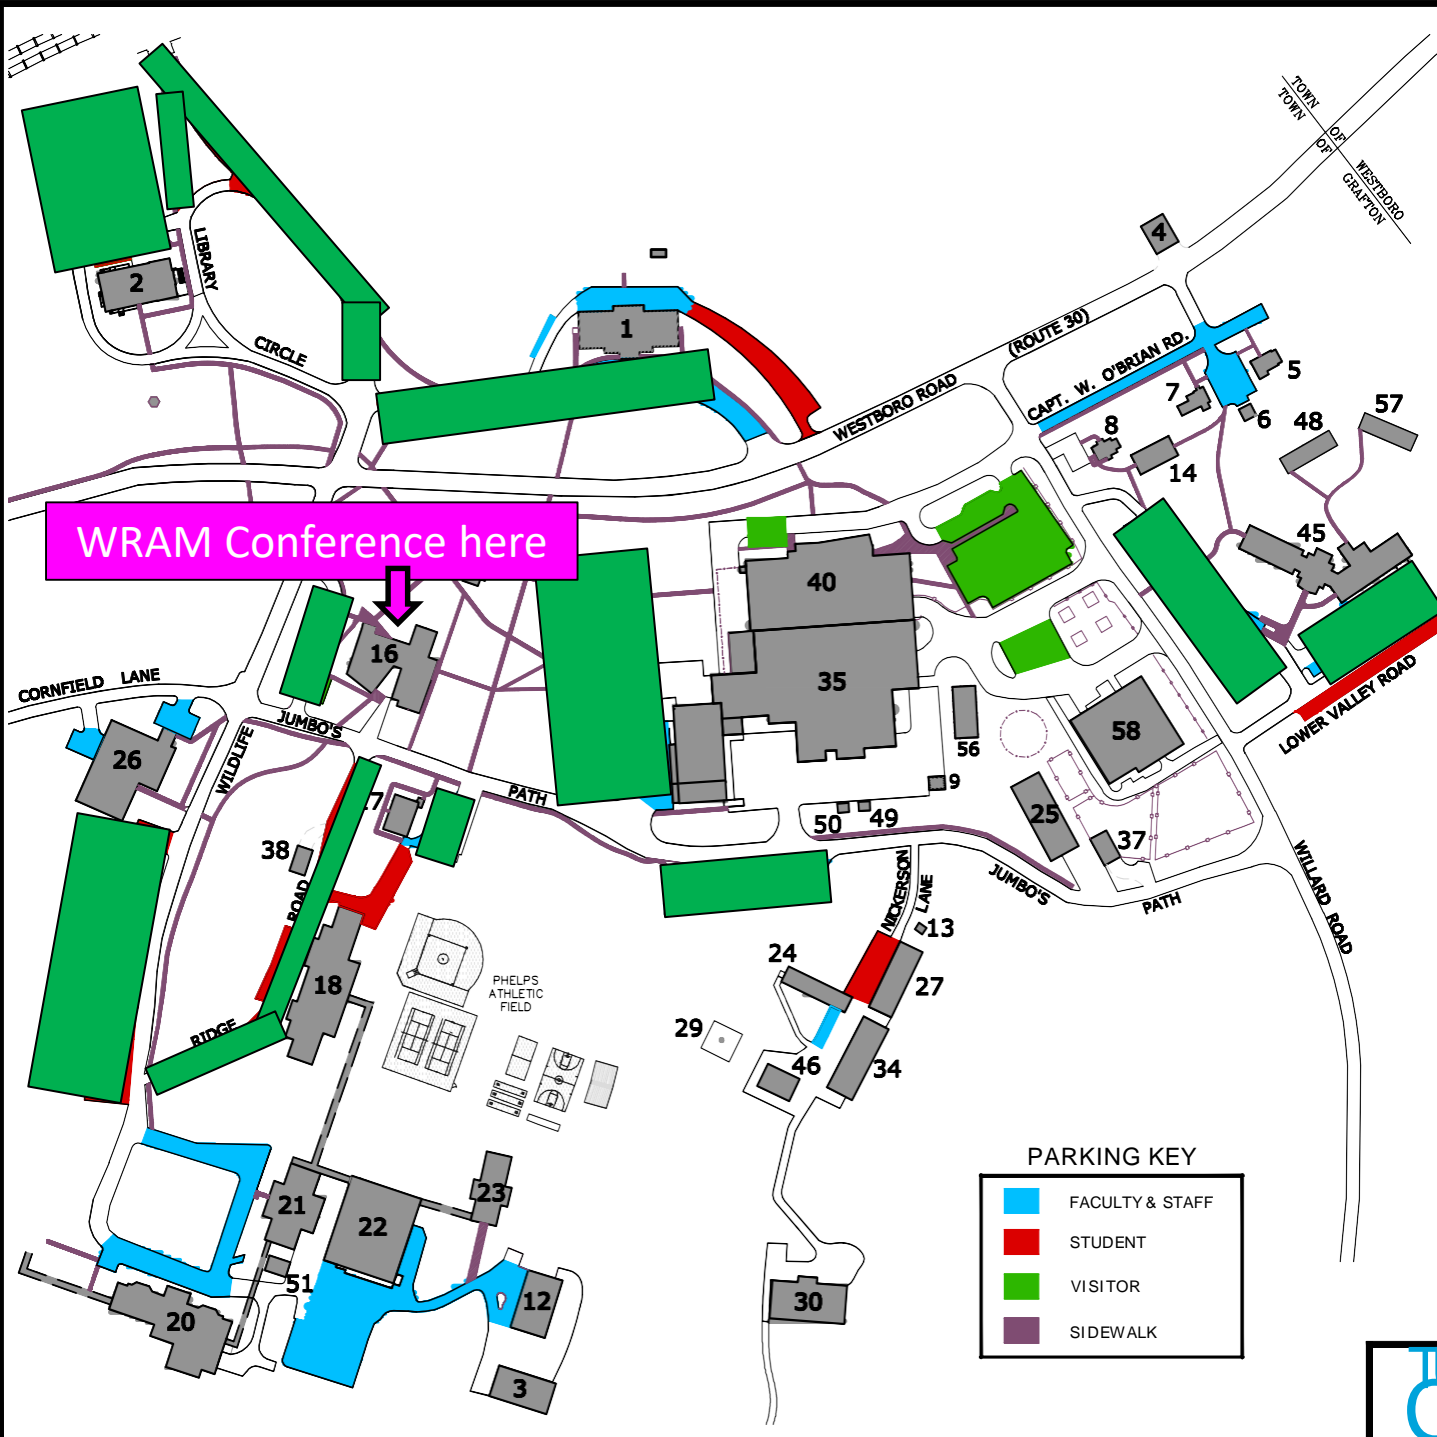 TOWN OF WESTBORO
TOWN OF GRAFTON
4
2
LIBRARY
CIRCLE
1
(ROUTE 30)
WESTBORO ROAD
CAPT. W. O'BRIAN RD.
5
7
6
8
14
48
57
45
WRAM Conference here
40
16
35
CORNFIELD LANE
JUMBO'S
PATH
WILDLIFE
26
58
56
9
LOWER VALLEY ROAD
50
49
25
37
38
ROAD
NICKERSON
LANE
JUMBO'S
PATH
WILLARD ROAD
13
24
27
18
PHELPS
ATHLETIC
FIELD
29
RIDGE
46
34
21
22
23
51
20
12
3
30
PARKING KEY
FACULTY & STAFF
STUDENT
VISITOR
SIDEWALK